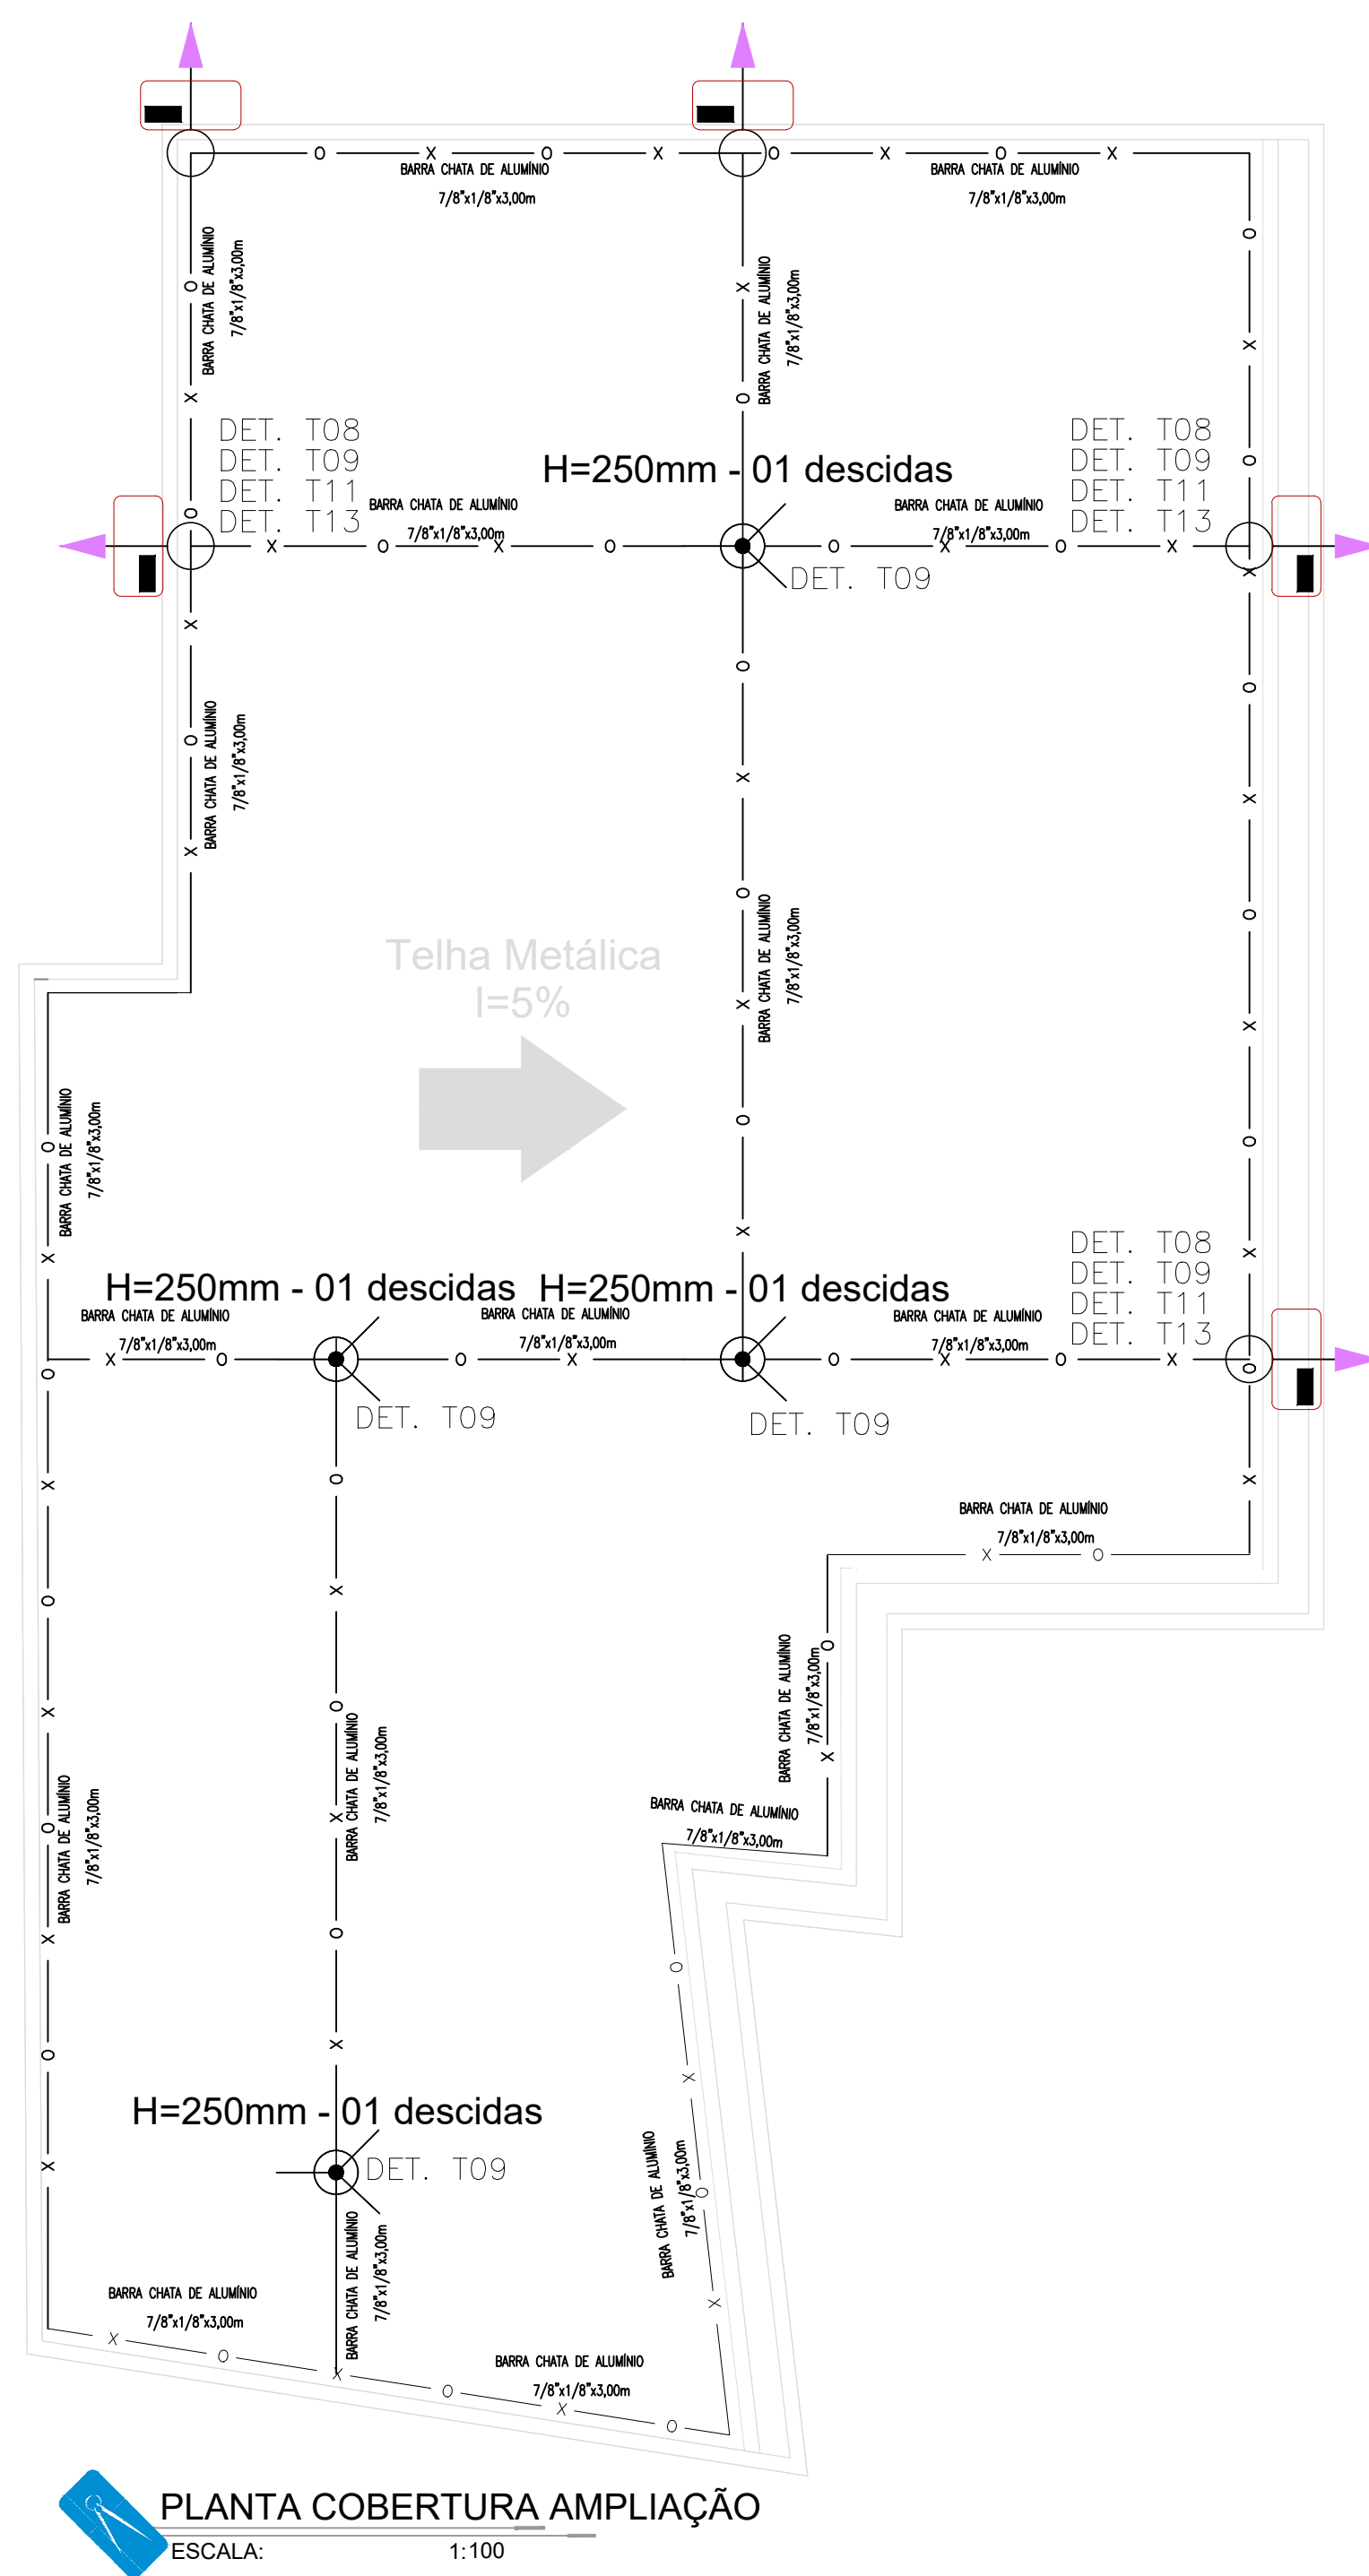 BARRA CHATA DE ALUMÍNIO
7/8"x1/8"x3,00m
BARRA CHATA DE ALUMÍNIO
7/8"x1/8"x3,00m
BARRA CHATA DE ALUMÍNIO
7/8"x1/8"x3,00m
BARRA CHATA DE ALUMÍNIO
7/8"x1/8"x3,00m
DET. T08
DET. T09
DET. T11
DET. T13
H=250mm - 01 descidas
DET. T08
DET. T09
DET. T11
DET. T13
BARRA CHATA DE ALUMÍNIO
7/8"x1/8"x3,00m
BARRA CHATA DE ALUMÍNIO
7/8"x1/8"x3,00m
DET. T09
BARRA CHATA DE ALUMÍNIO
7/8"x1/8"x3,00m
Telha Metálica
I=5%
BARRA CHATA DE ALUMÍNIO
7/8"x1/8"x3,00m
BARRA CHATA DE ALUMÍNIO
7/8"x1/8"x3,00m
DET. T08
DET. T09
DET. T11
DET. T13
H=250mm - 01 descidas
H=250mm - 01 descidas
BARRA CHATA DE ALUMÍNIO
7/8"x1/8"x3,00m
BARRA CHATA DE ALUMÍNIO
7/8"x1/8"x3,00m
BARRA CHATA DE ALUMÍNIO
7/8"x1/8"x3,00m
DET. T09
DET. T09
BARRA CHATA DE ALUMÍNIO
7/8"x1/8"x3,00m
BARRA CHATA DE ALUMÍNIO
7/8"x1/8"x3,00m
BARRA CHATA DE ALUMÍNIO
7/8"x1/8"x3,00m
BARRA CHATA DE ALUMÍNIO
7/8"x1/8"x3,00m
BARRA CHATA DE ALUMÍNIO
7/8"x1/8"x3,00m
H=250mm - 01 descidas
DET. T09
BARRA CHATA DE ALUMÍNIO
7/8"x1/8"x3,00m
BARRA CHATA DE ALUMÍNIO
7/8"x1/8"x3,00m
BARRA CHATA DE ALUMÍNIO
7/8"x1/8"x3,00m
BARRA CHATA DE ALUMÍNIO
7/8"x1/8"x3,00m
PLANTA COBERTURA AMPLIAÇÃO
ESCALA: 1:100